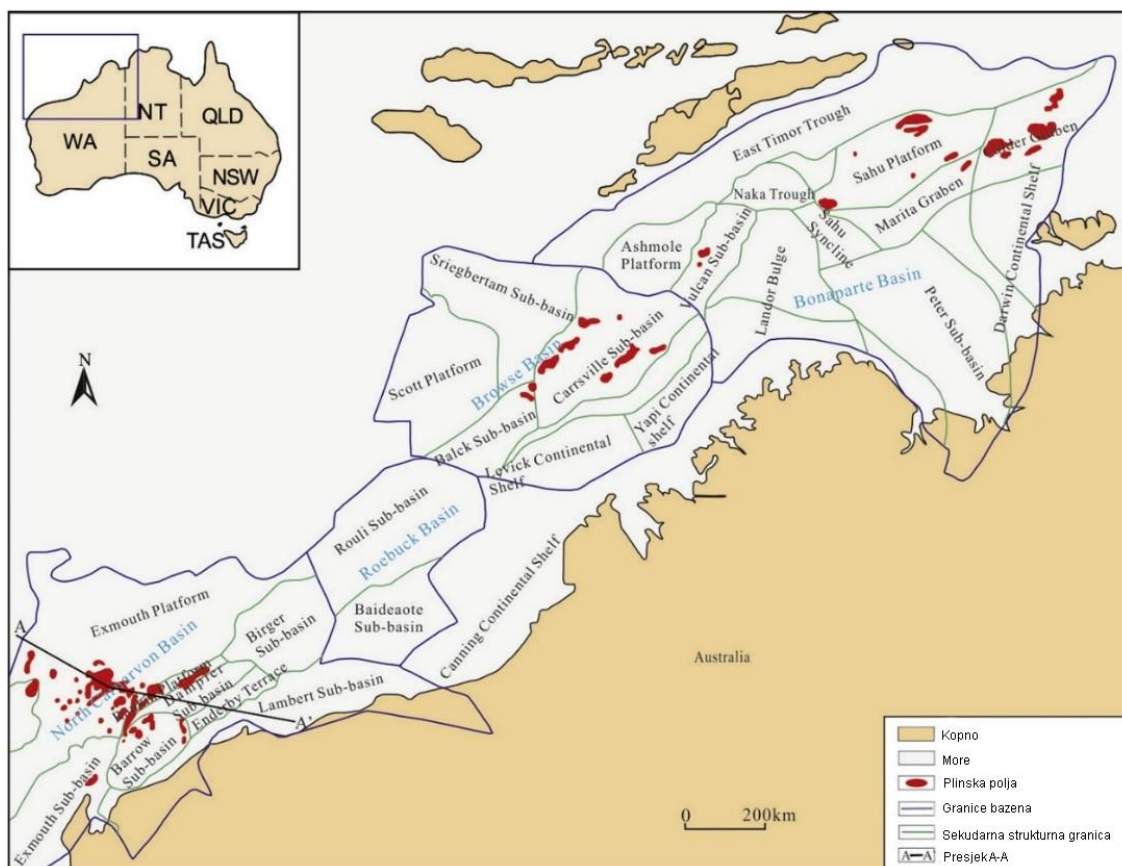 NT
QLD
WA
SA
NSW
VIC
TAS
N
East Timor Trough
Sahu Platform
Calder Graben
Naka Trough
Marita Graben
Sahu
Syncline
Ashmole
Platform
Vulcan Sub-basin
Landor Bulge
Bonaparte Basin
Peter Sub-basin
Darwin Continental Shelf
Sriegbertam Sub-basin
Scott Platform
Browse Basin
Carrsville Sub-basin
Balck Sub-basin
Lovick Continental
Shelf
Yapi Continental
shelf
Rouli Sub-basin
Roebuck Basin
Baideaote
Sub-basin
Canning Continental Shelf
Exmouth Platform
North Carnarvon Basin
Birger
Sub-basin
Platform
Dampier
Sub-basin
Enderby Terrace
Lambert Sub-basin
Barrow
Sub-basin
Exmouth Sub-basin
A
A'
Australia
0 200km
Kopno
More
Plinska polja
Granice bazena
Sekudarna strukturna granica
A A' Presjek A-A